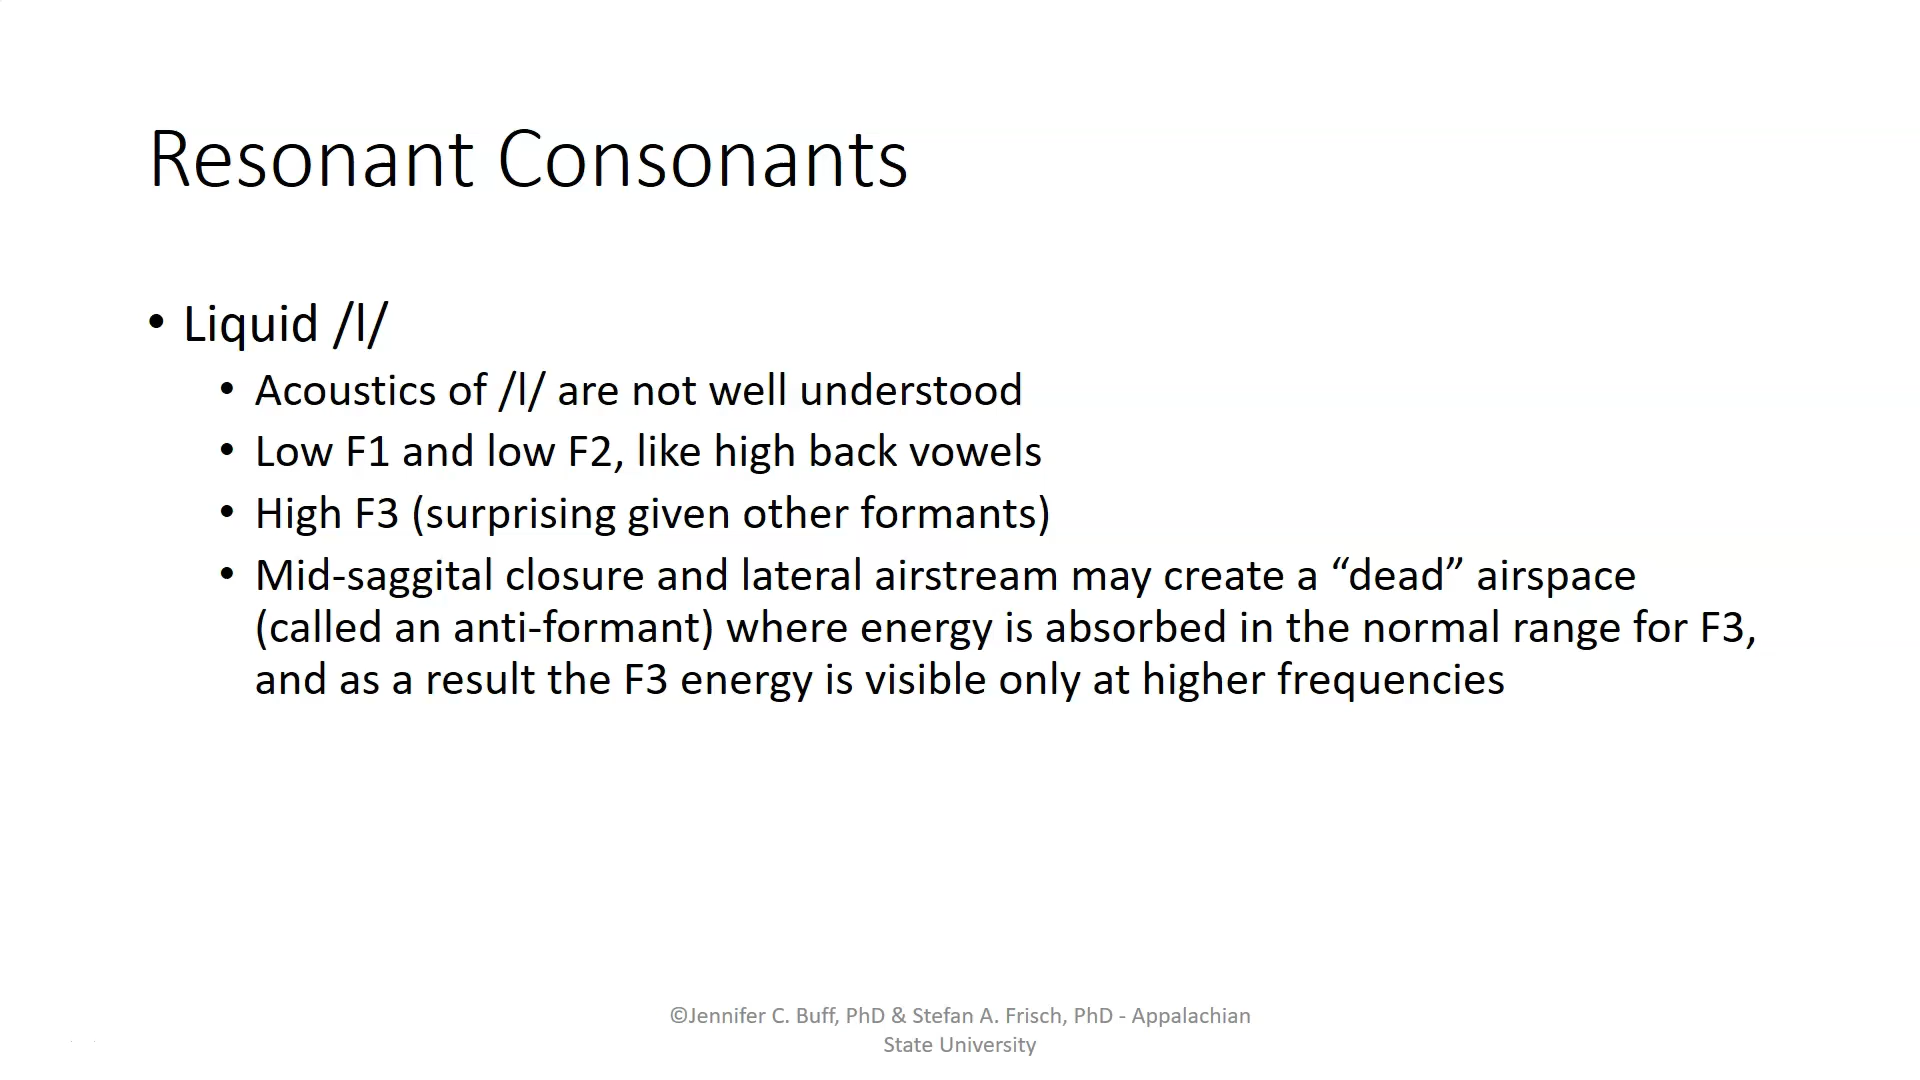 Resonant Consonants
• Liquid /l/
• Acoustics of /l/ are not well understood
• Low F1 and low F2, like high back vowels
• High F3 (surprising given other formants)
• Mid-saggital closure and lateral airstream may create a “dead” airspace
(called an anti-formant) where energy is absorbed in the normal range for F3,
and as a result the F3 energy is visible only at higher frequencies
©Jennifer C. Buff, PhD & Stefan A. Frisch, PhD - Appalachian
State University